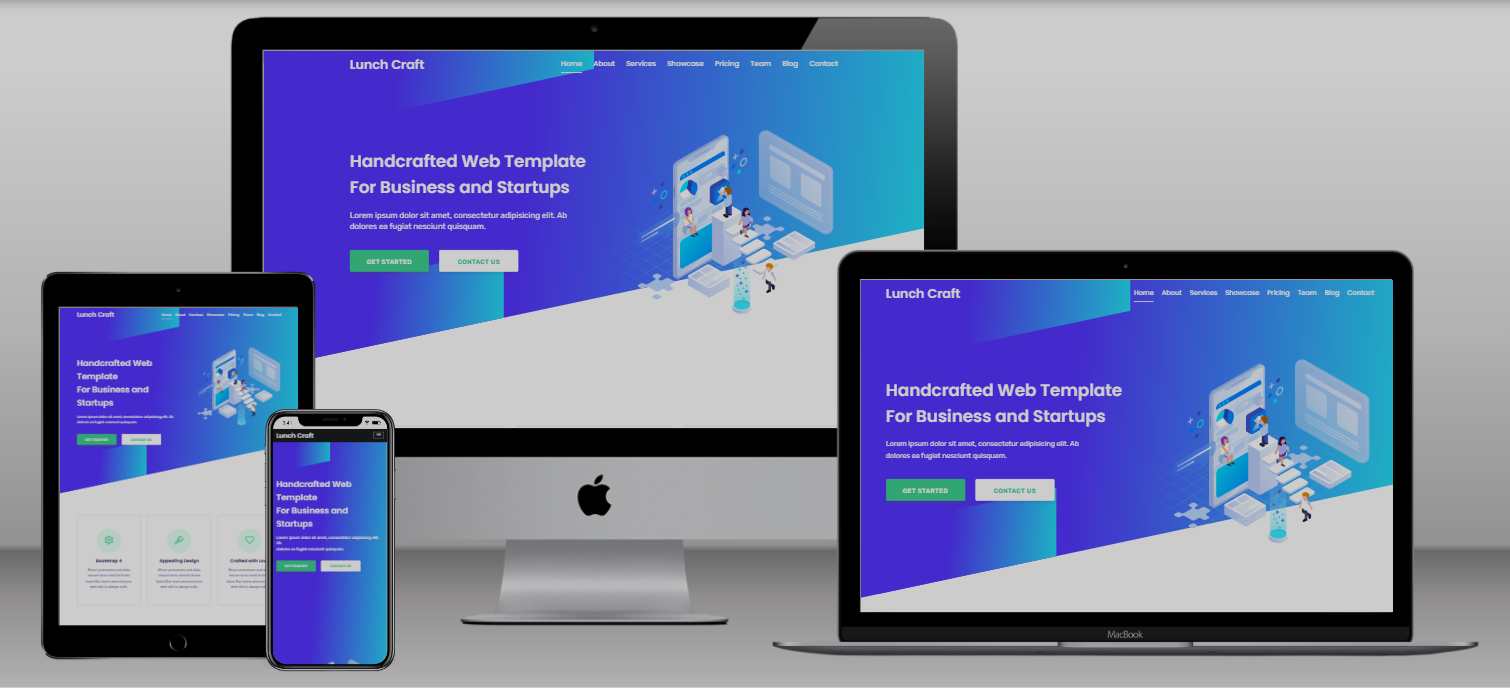 Lunch Craft
Home About Services Showcase Pricing Team Blog Contact
Handcrafted Web Template
For Business and Startups
Lorem ipsum dolor sit amet, consectetur adipisicing elit. Ab
dolores ea fugiat nesciunt quisquam.
GET STARTED CONTACT US
Lunch Craft
Home About Services Showcase Pricing Team Blog Contact
Handcrafted Web Template
For Business and Startups
Lorem ipsum dolor sit amet, consectetur adipisicing elit. Ab
dolores ea fugiat nesciunt quisquam.
GET STARTED CONTACT US
MacBook
Lunch Craft
Home About Services Showcase Pricing Team Blog Contact
Handcrafted Web
Template
For Business and
Startups
Lorem ipsum dolor sit amet, consectetur adipisicing elit. Ab
dolores ea fugiat nesciunt quisquam.
GET STARTED CONTACT US
Bootstrap 4 Appealing Design Crafted with
Lunch Craft
Handcrafted Web
Template
For Business and
Startups
Lorem ipsum dolor sit amet, consectetur adipisicing elit.
Ab
dolores ea fugiat nesciunt quisquam.
GET STARTED CONTACT US